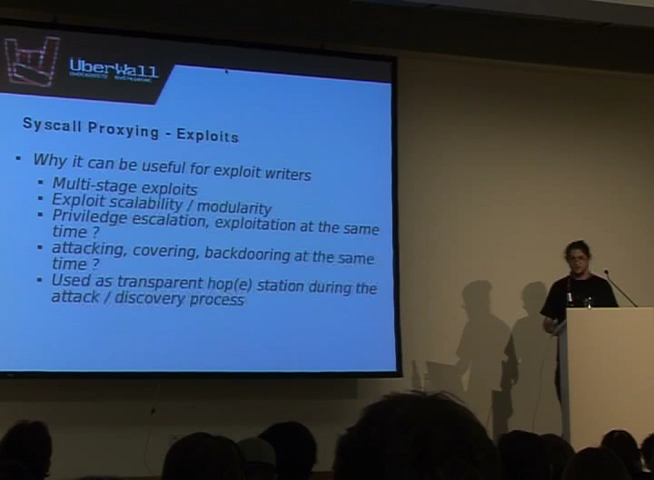 UberWall
Syscall Proxying - Exploits
Why it can be useful for exploit writers
Multi-stage exploits
Exploit scalability / modularity
Priviledge escalation, exploitation at the same
time ?
attacking, covering, backdooring at the same
time ?
Used as transparent hop(e) station during the
attack / discovery process